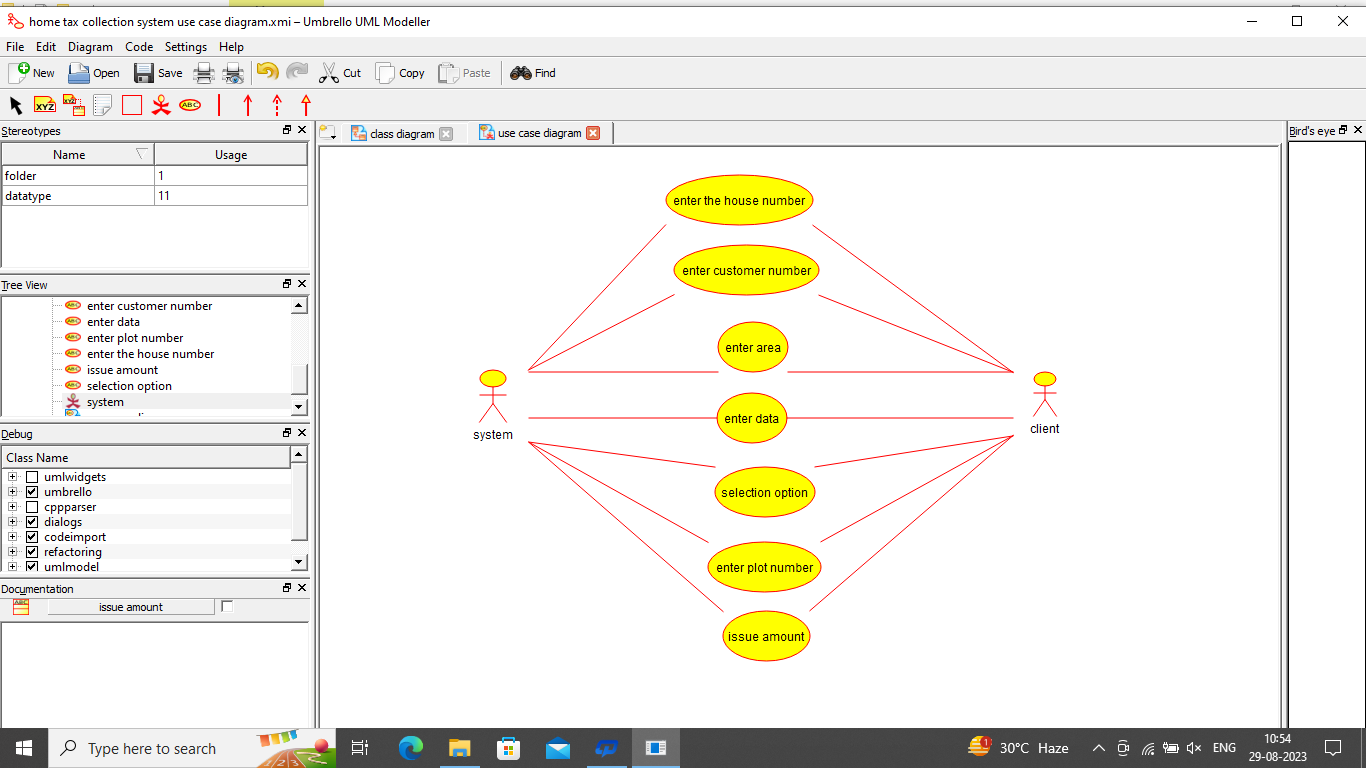 home tax collection system use case diagram.xmi – Umbrello UML Modeller
File Edit Diagram Code Settings Help
New Open Save Cut Copy Paste Find
XYZ XYZ ABC
Stereotypes
class diagram use case diagram
Bird's eye
Name Usage
folder 1
datatype 11
Tree View
enter customer number
enter data
enter plot number
enter the house number
issue amount
selection option
system
Debug
Class Name
umlwidgets
umbrello
cppparser
dialogs
codeimport
refactoring
umlmodel
Documentation
issue amount
enter the house number
enter customer number
enter area
enter data
selection option
enter plot number
issue amount
system
client
Type here to search
1
30°C Haze
ENG
10:54
29-08-2023